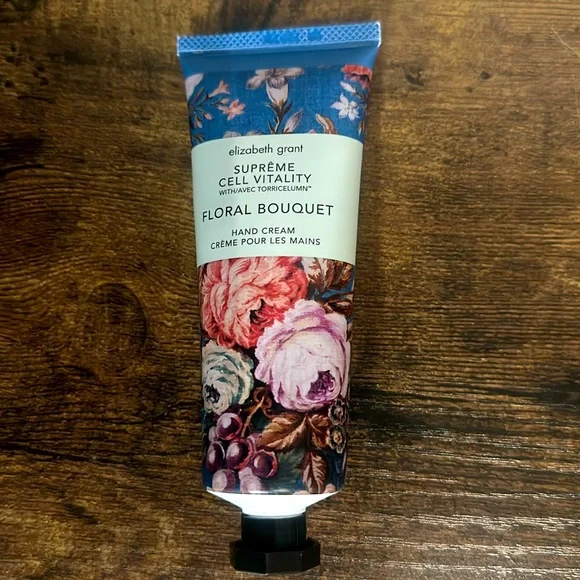 elizabeth grant
SUPRÊME
CELL VITALITY
WITH/AVEC TORRICELUMN™
FLORAL BOUQUET
HAND CREAM
CRÈME POUR LES MAINS